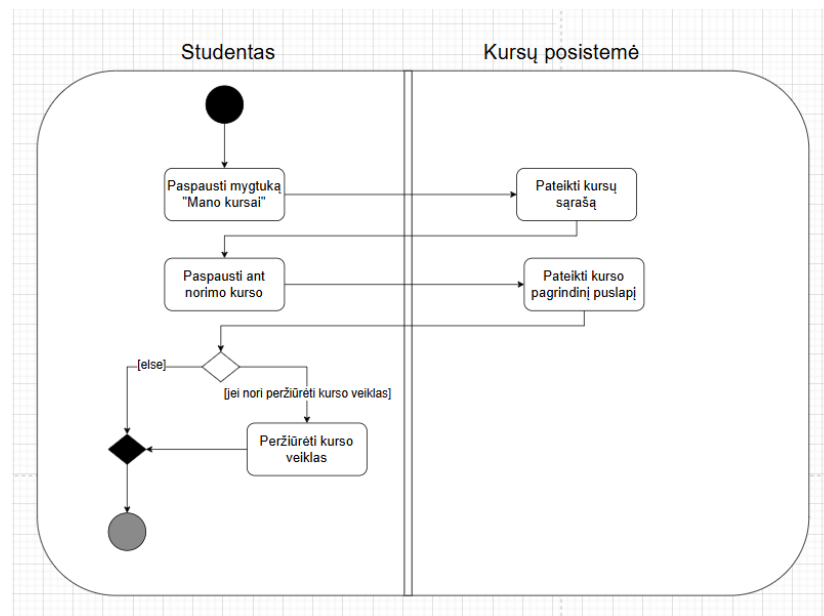 Studentas
Kursų posistemė
Paspausti mygtuką
"Mano kursai"
Pateikti kursų
sąrašą
Paspausti ant
norimo kurso
Pateikti kurso
pagrindinį puslapį
[else]
[jei nori peržiūrėti kurso veiklas]
Peržiūrėti kurso
veiklas